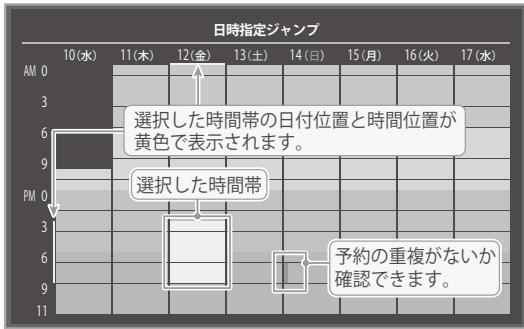 日時指定ジャンプ
10(水) 11(木) 12(金) 13(土) 14(日) 15(月) 16(火) 17(水)
AM 0
3
選択した時間帯の日付位置と時間位置が
6
黄色で表示されます。
9
選択した時間帯
PM 0
3
予約の重複がないか
6
確認できます。
9
11